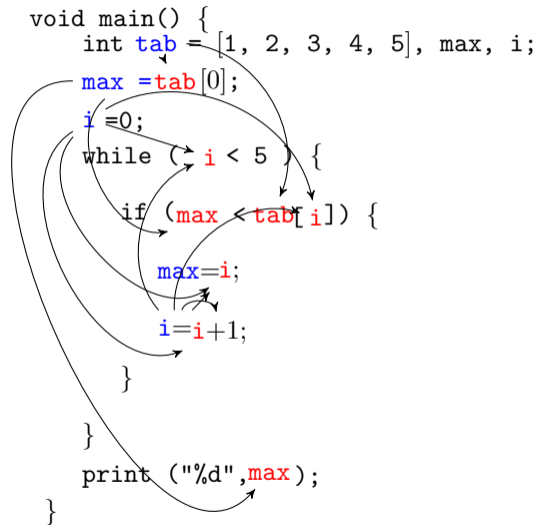 void main() {
int tab = [1, 2, 3, 4, 5], max, i;
max =tab[0];
i =0;
while ( i < 5 ) {
if (max < tab[i]) {
max=i;
i=i+1;
}
}
print ("%d",max);
}